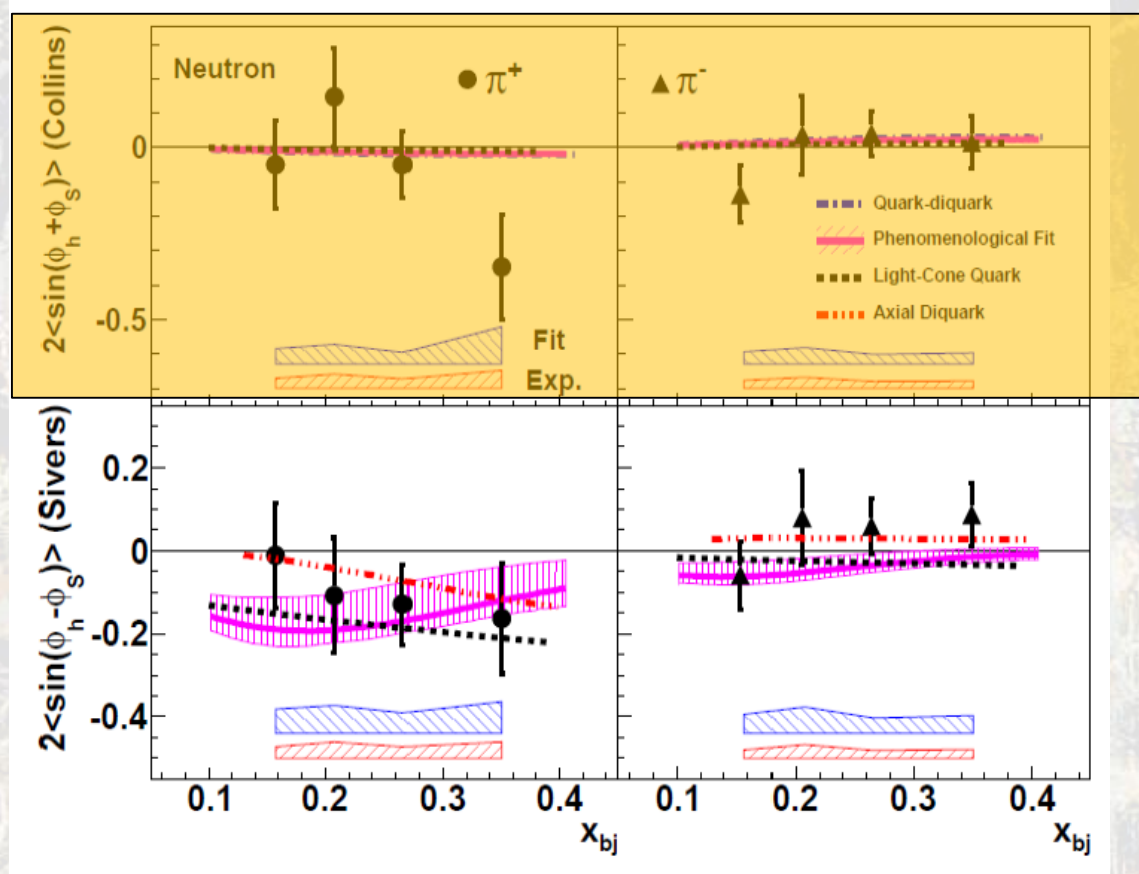 Neutron
π+
π-
2<sin(ϕh+ϕS)> (Collins)
0
-0.5
Quark-diquark
Phenomenological Fit
Light-Cone Quark
Axial Diquark
Fit
Exp.
2<sin(ϕh-ϕS)> (Sivers)
0.2
0
-0.2
-0.4
0.1 0.2 0.3 0.4
xbj
0.1 0.2 0.3 0.4
xbj